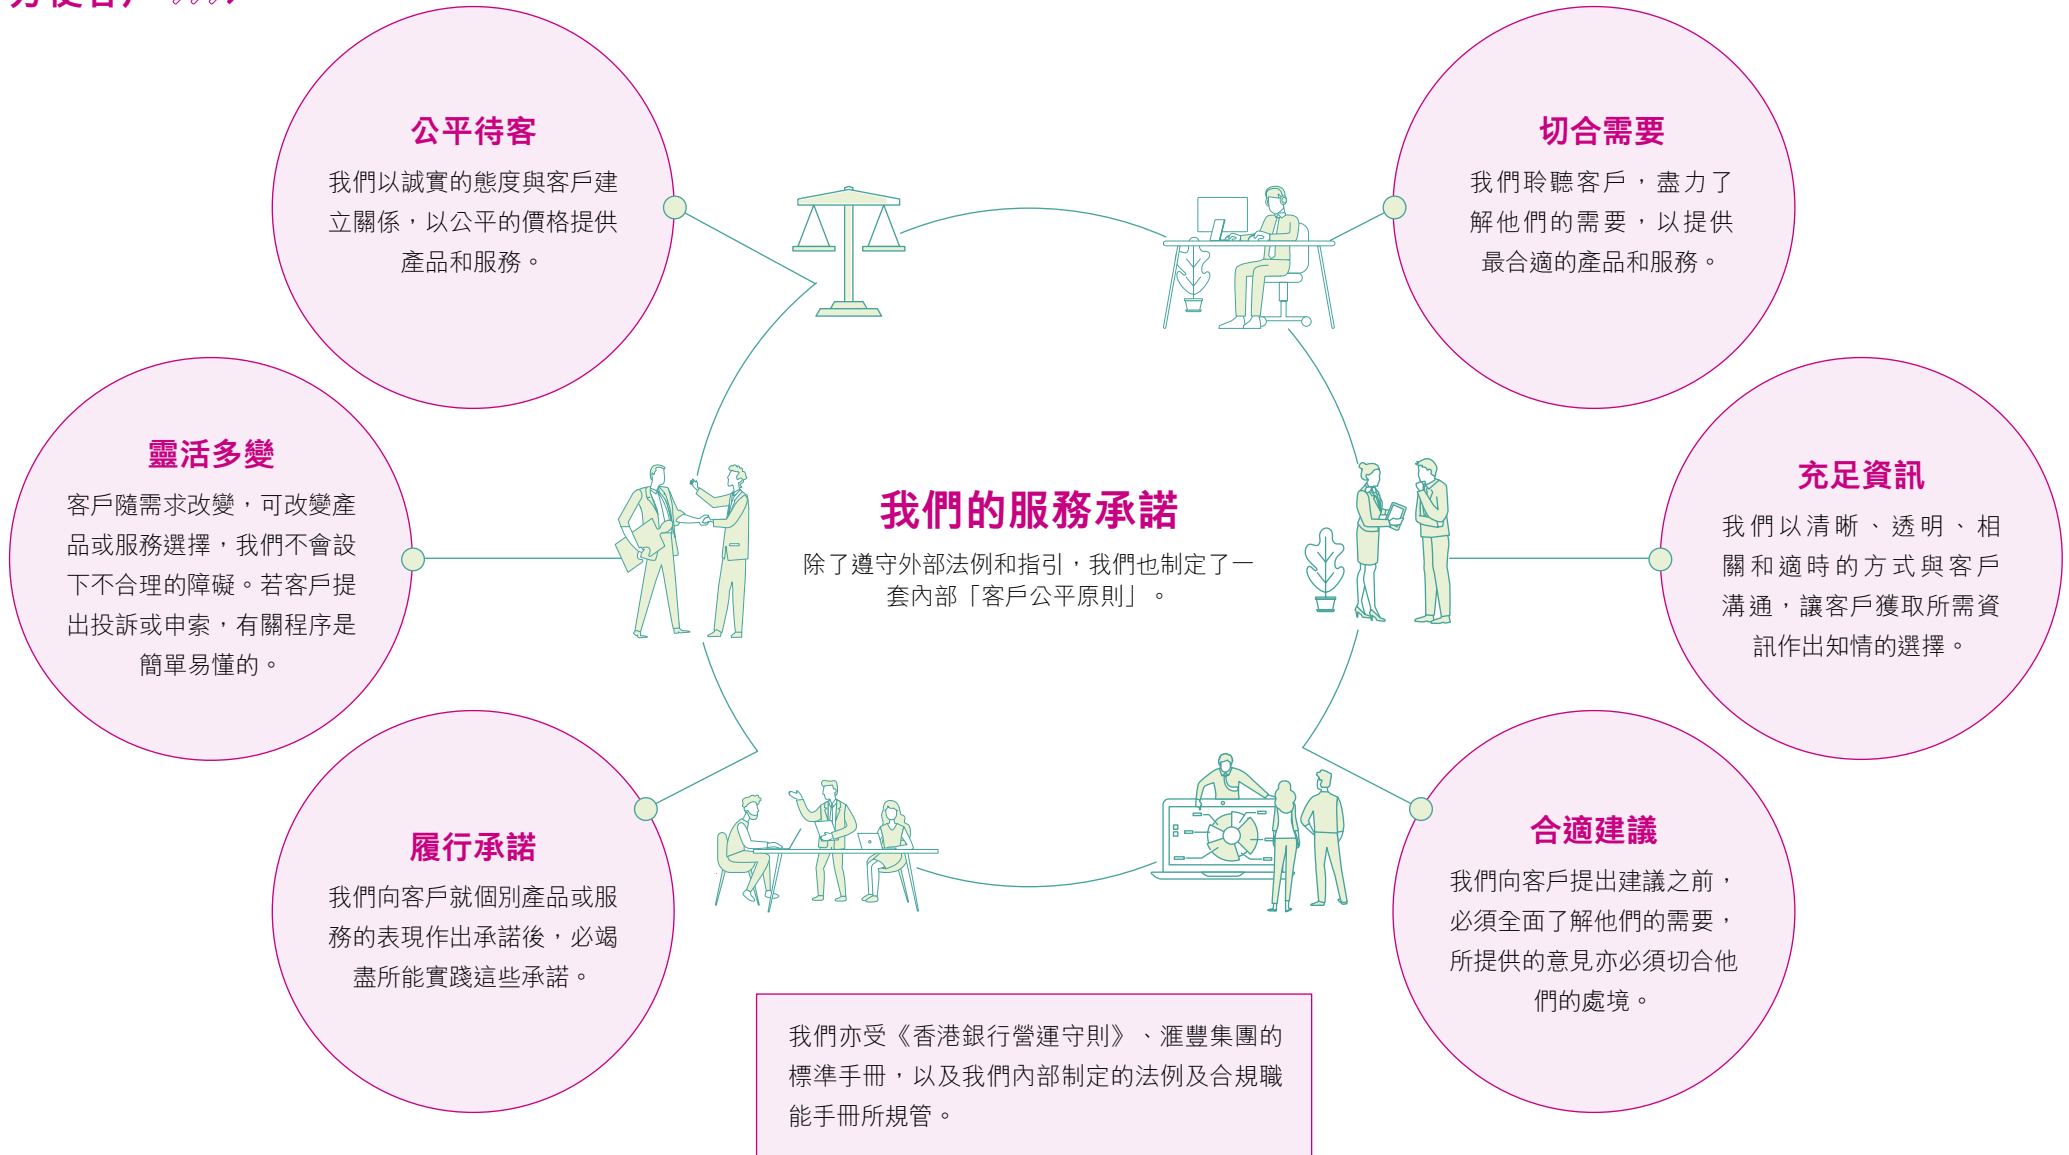 公平待客
我們以誠實的態度與客戶建
立關係，以公平的價格提供
產品和服務。
切合需要
我們聆聽客戶，盡力了
解他們的需要，以提供
最合適的產品和服務。
靈活多變
客戶隨需求改變，可改變產
品或服務選擇，我們不會設
下不合理的障礙。若客戶提
出投訴或申索，有關程序是
簡單易懂的。
我們的服務承諾
除了遵守外部法例和指引，我們也制定了一
套內部「客戶公平原則」。
充足資訊
我們以清晰、透明、相
關和適時的方式與客戶
溝通，讓客戶獲取所需資
訊作出知情的選擇。
履行承諾
我們向客戶就個別產品或服
務的表現作出承諾後，必竭
盡所能實踐這些承諾。
合適建議
我們向客戶提出建議之前，
必須全面了解他們的需要，
所提供的意見亦必須切合他
們的處境。
我們亦受《香港銀行營運守則》、滙豐集團的
標準手冊，以及我們內部制定的法例及合規職
能手冊所規管。